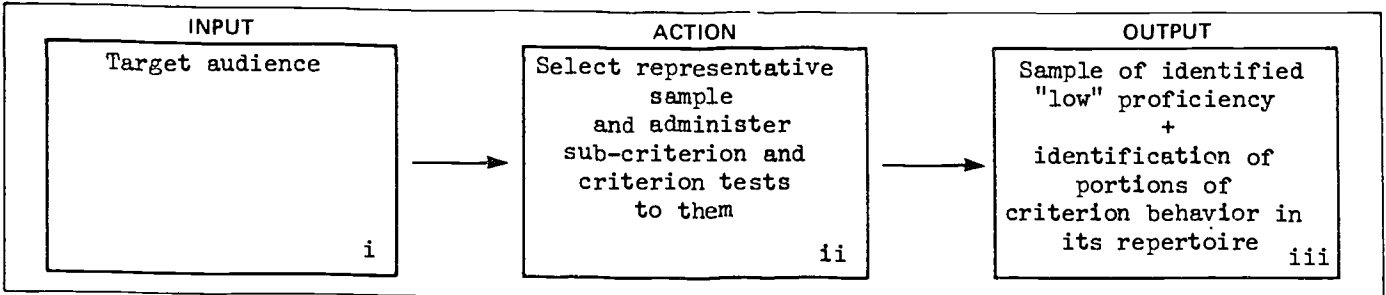 INPUT
Target audience
i
ACTION
Select representative
sample
and administer
sub-criterion and
criterion tests
to them
ii
OUTPUT
Sample of identified
"low" proficiency
+
identification of
portions of
criterion behavior in
its repertoire
iii